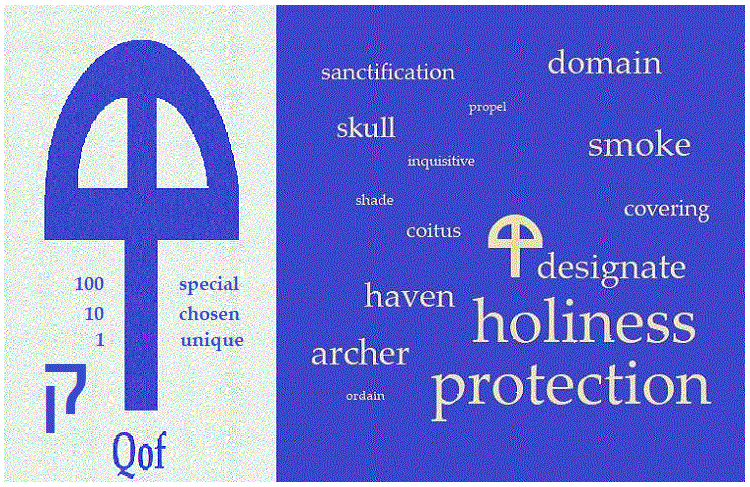 100 special
10 chosen
1 unique
ק
Qof
sanctification
domain
propel
skull
smoke
inquisitive
shade
covering
coitus
designate
haven
holiness
archer
protection
ordain